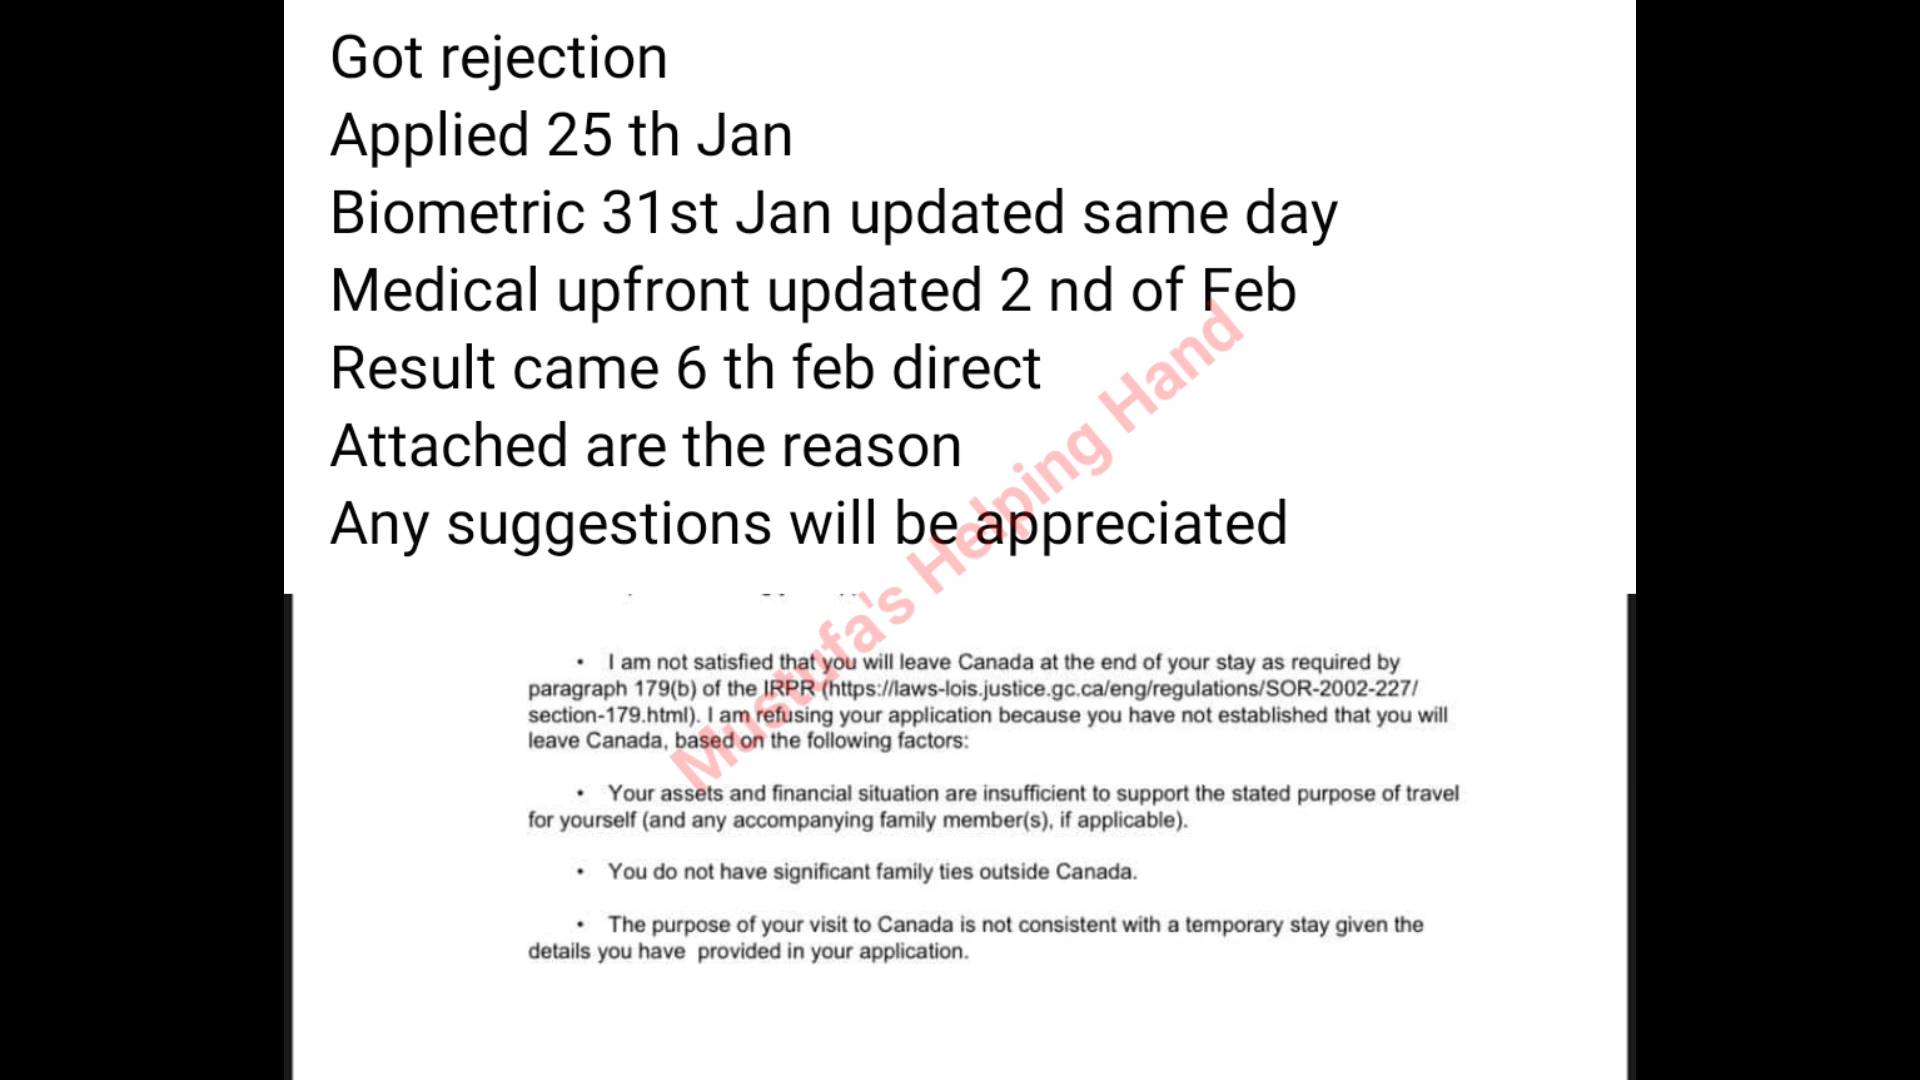 Got rejection
Applied 25 th Jan
Biometric 31st Jan updated same day
Medical upfront updated 2 nd of Feb
Result came 6 th feb direct
Attached are the reason
Any suggestions will be appreciated
Mustufa's Helping Hand
• I am not satisfied that you will leave Canada at the end of your stay as required by
paragraph 179(b) of the IRPR (https://laws-lois.justice.gc.ca/eng/regulations/SOR-2002-227/
section-179.html). I am refusing your application because you have not established that you will
leave Canada, based on the following factors:
• Your assets and financial situation are insufficient to support the stated purpose of travel
for yourself (and any accompanying family member(s), if applicable).
• You do not have significant family ties outside Canada.
• The purpose of your visit to Canada is not consistent with a temporary stay given the
details you have  provided in your application.